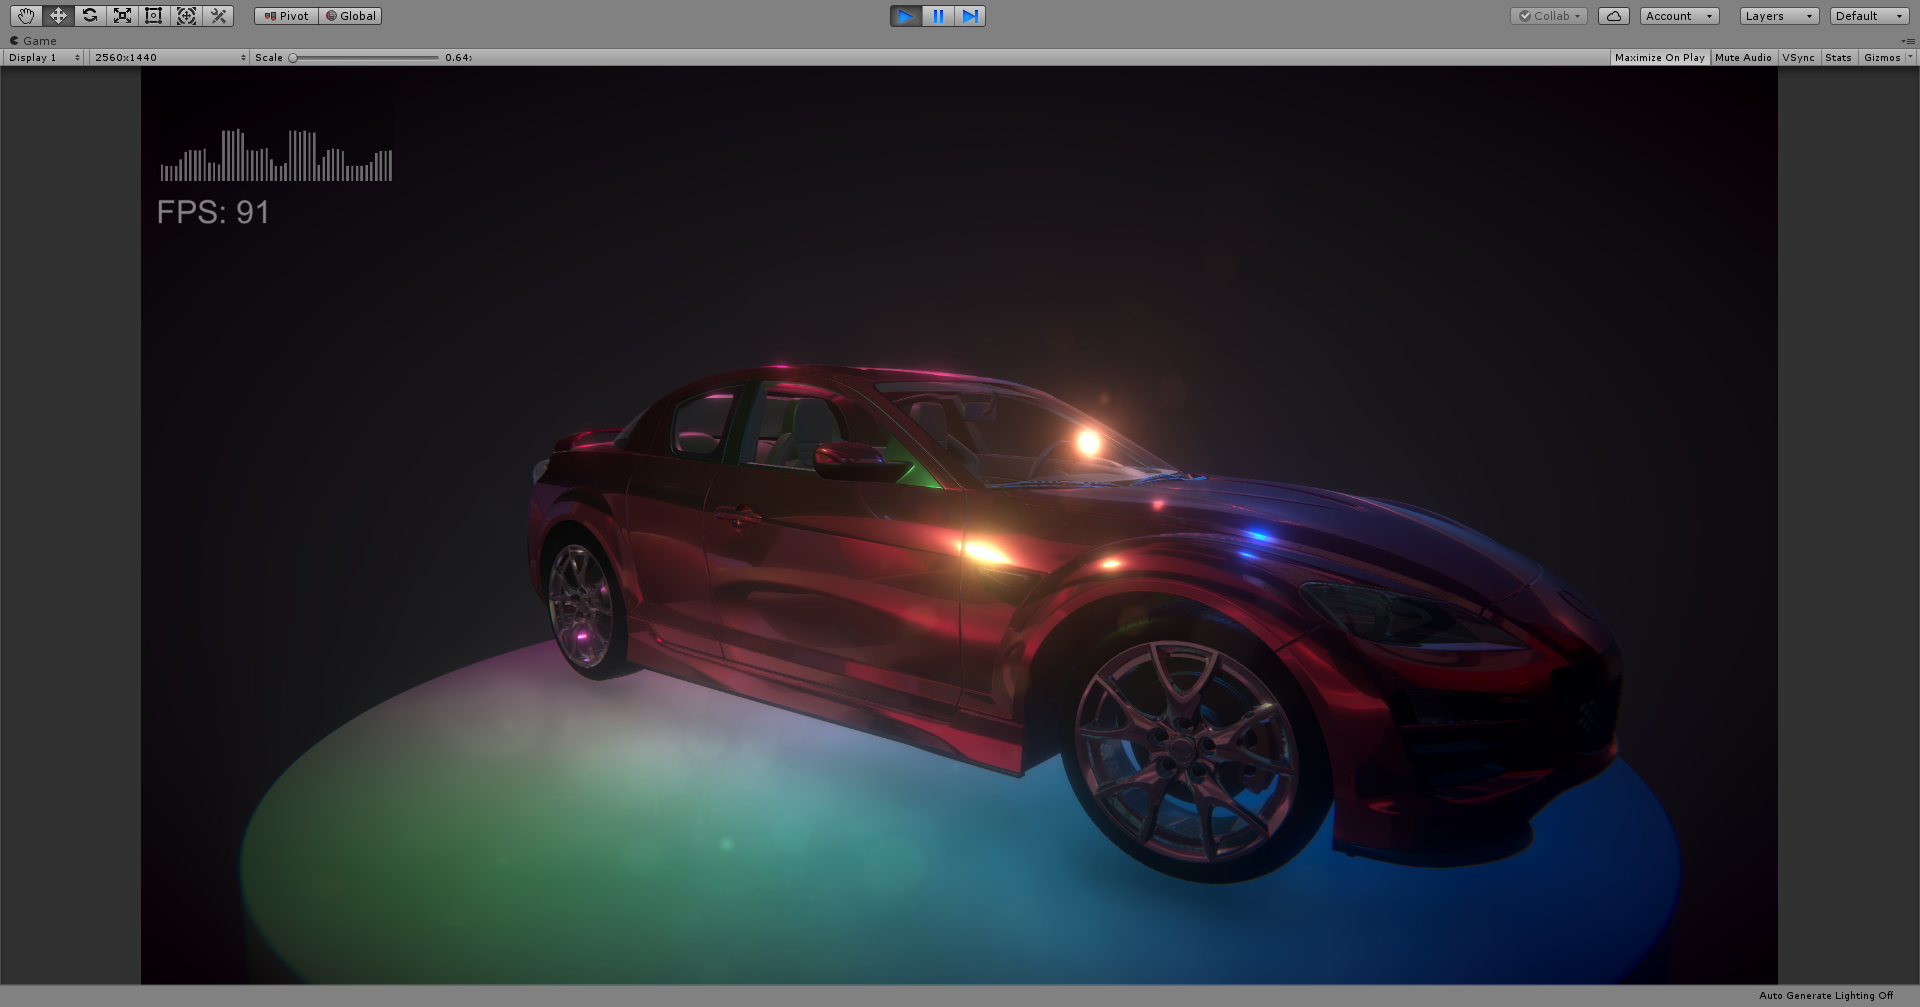 Pivot Global Collab Account Layers Default
Game
Display 1 2560x1440 Scale 0.64x Maximize On Play Mute Audio VSync Stats Gizmos
FPS: 91
Auto Generate Lighting Off